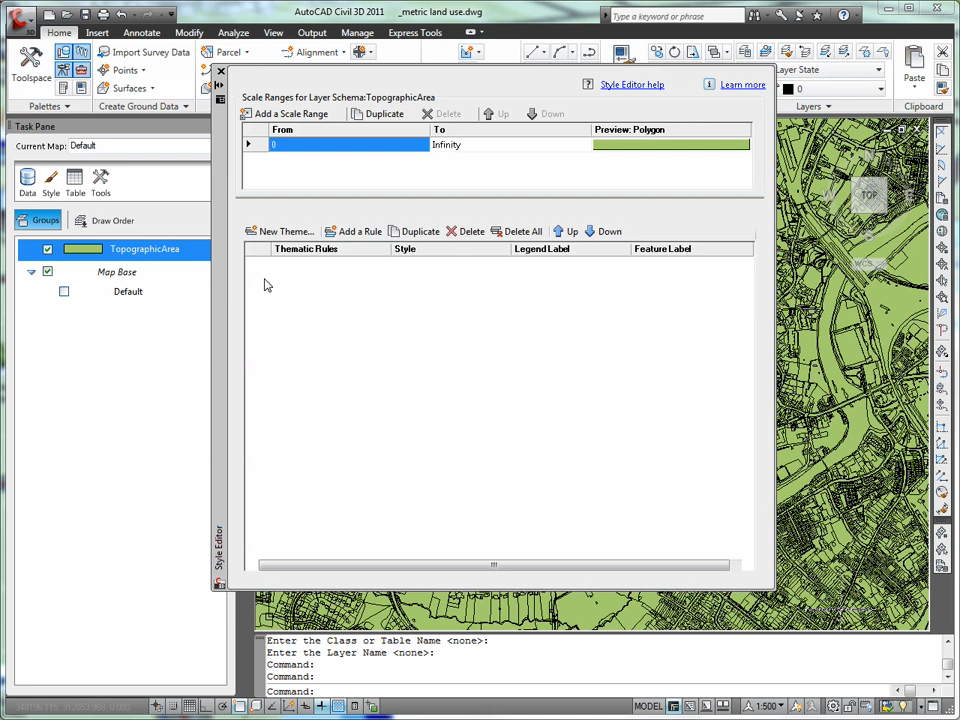 AutoCAD Civil 3D 2011 _metric land use.dwg
Type a keyword or phrase
Home Insert Modify Annotate Analyze View Output Manage Express Tools
Toolspace
Import Survey Data
Points
Surfaces
Parcel
Alignment
Layer State
0
Paste
Palettes
Create Ground Data
Layers
Clipboard
Task Pane
Current Map: Default
Data Style Table Tools
Groups Draw Order
TopographicArea
Map Base
Default
Style Editor help
Learn more
Scale Ranges for Layer Schema:TopographicArea
Add a Scale Range Duplicate Delete Up Down
From To Preview: Polygon
0 Infinity
New Theme... Add a Rule Duplicate Delete Delete All Up Down
Thematic Rules Style Legend Label Feature Label
Style Editor
N
W TOP E
S
WCS
Enter the Class or Table Name <none>:
Enter the Layer Name <none>:
Command:
Command:
Command:
MODEL
1:500